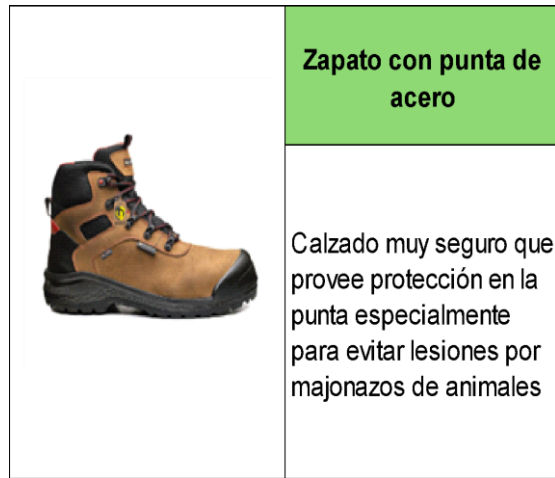 Zapato con punta de
acero
Calzado muy seguro que
provee protección en la
punta especialmente
para evitar lesiones por
majonazos de animales